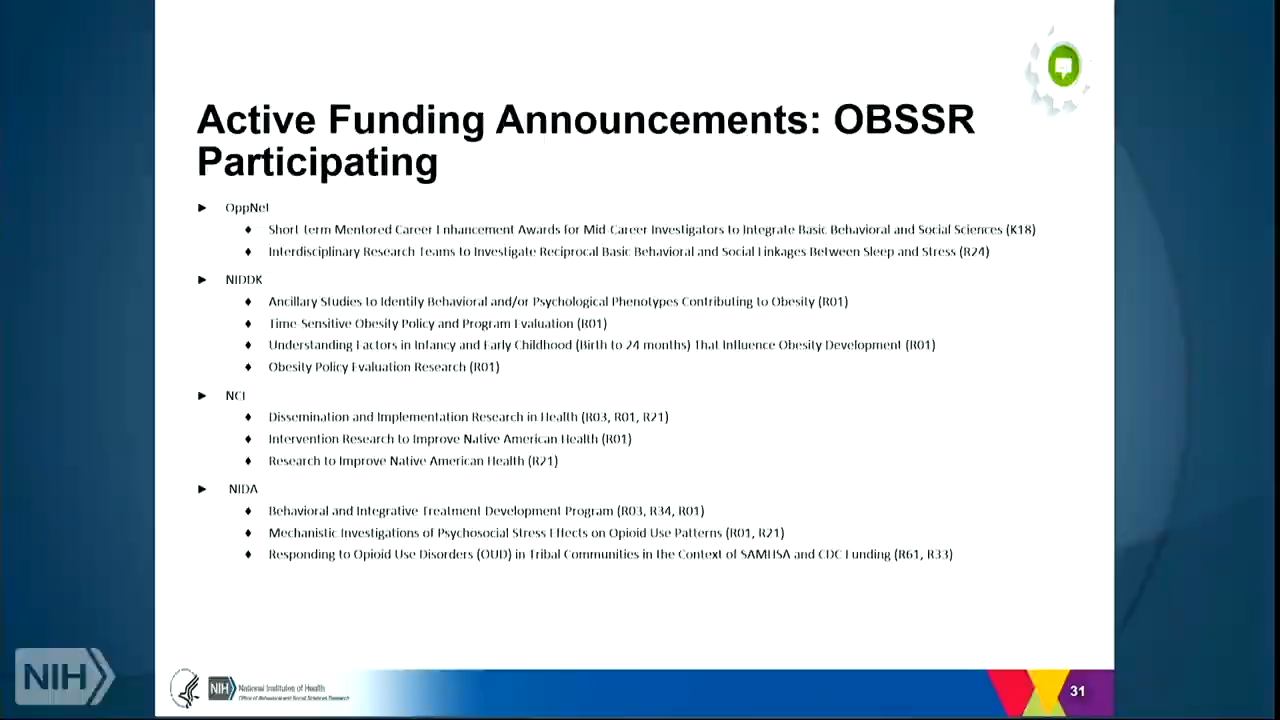 Active Funding Announcements: OBSSR
Participating
► OppNet
♦ Short-term Mentored Career Enhancement Awards for Mid-Career Investigators to Integrate Basic Behavioral and Social Sciences (K18)
♦ Interdisciplinary Research Teams to Investigate Reciprocal Basic Behavioral and Social Linkages Between Sleep and Stress (R24)
► NIDDK
♦ Ancillary Studies to Identify Behavioral and/or Psychological Phenotypes Contributing to Obesity (R01)
♦ Time-Sensitive Obesity Policy and Program Evaluation (R01)
♦ Understanding Factors in Infancy and Early Childhood (Birth to 24 months) That Influence Obesity Development (R01)
♦ Obesity Policy Evaluation Research (R01)
► NCI
♦ Dissemination and Implementation Research in Health (R03, R01, R21)
♦ Intervention Research to Improve Native American Health (R01)
♦ Research to Improve Native American Health (R21)
► NIDA
♦ Behavioral and Integrative Treatment Development Program (R03, R34, R01)
♦ Mechanistic Investigations of Psychosocial Stress Effects on Opioid Use Patterns (R01, R21)
♦ Responding to Opioid Use Disorders (OUD) in Tribal Communities in the Context of SAMHSA and CDC Funding (R61, R33)
NIH
NIH National Institutes of Health
Office of Behavioral and Social Sciences Research
31